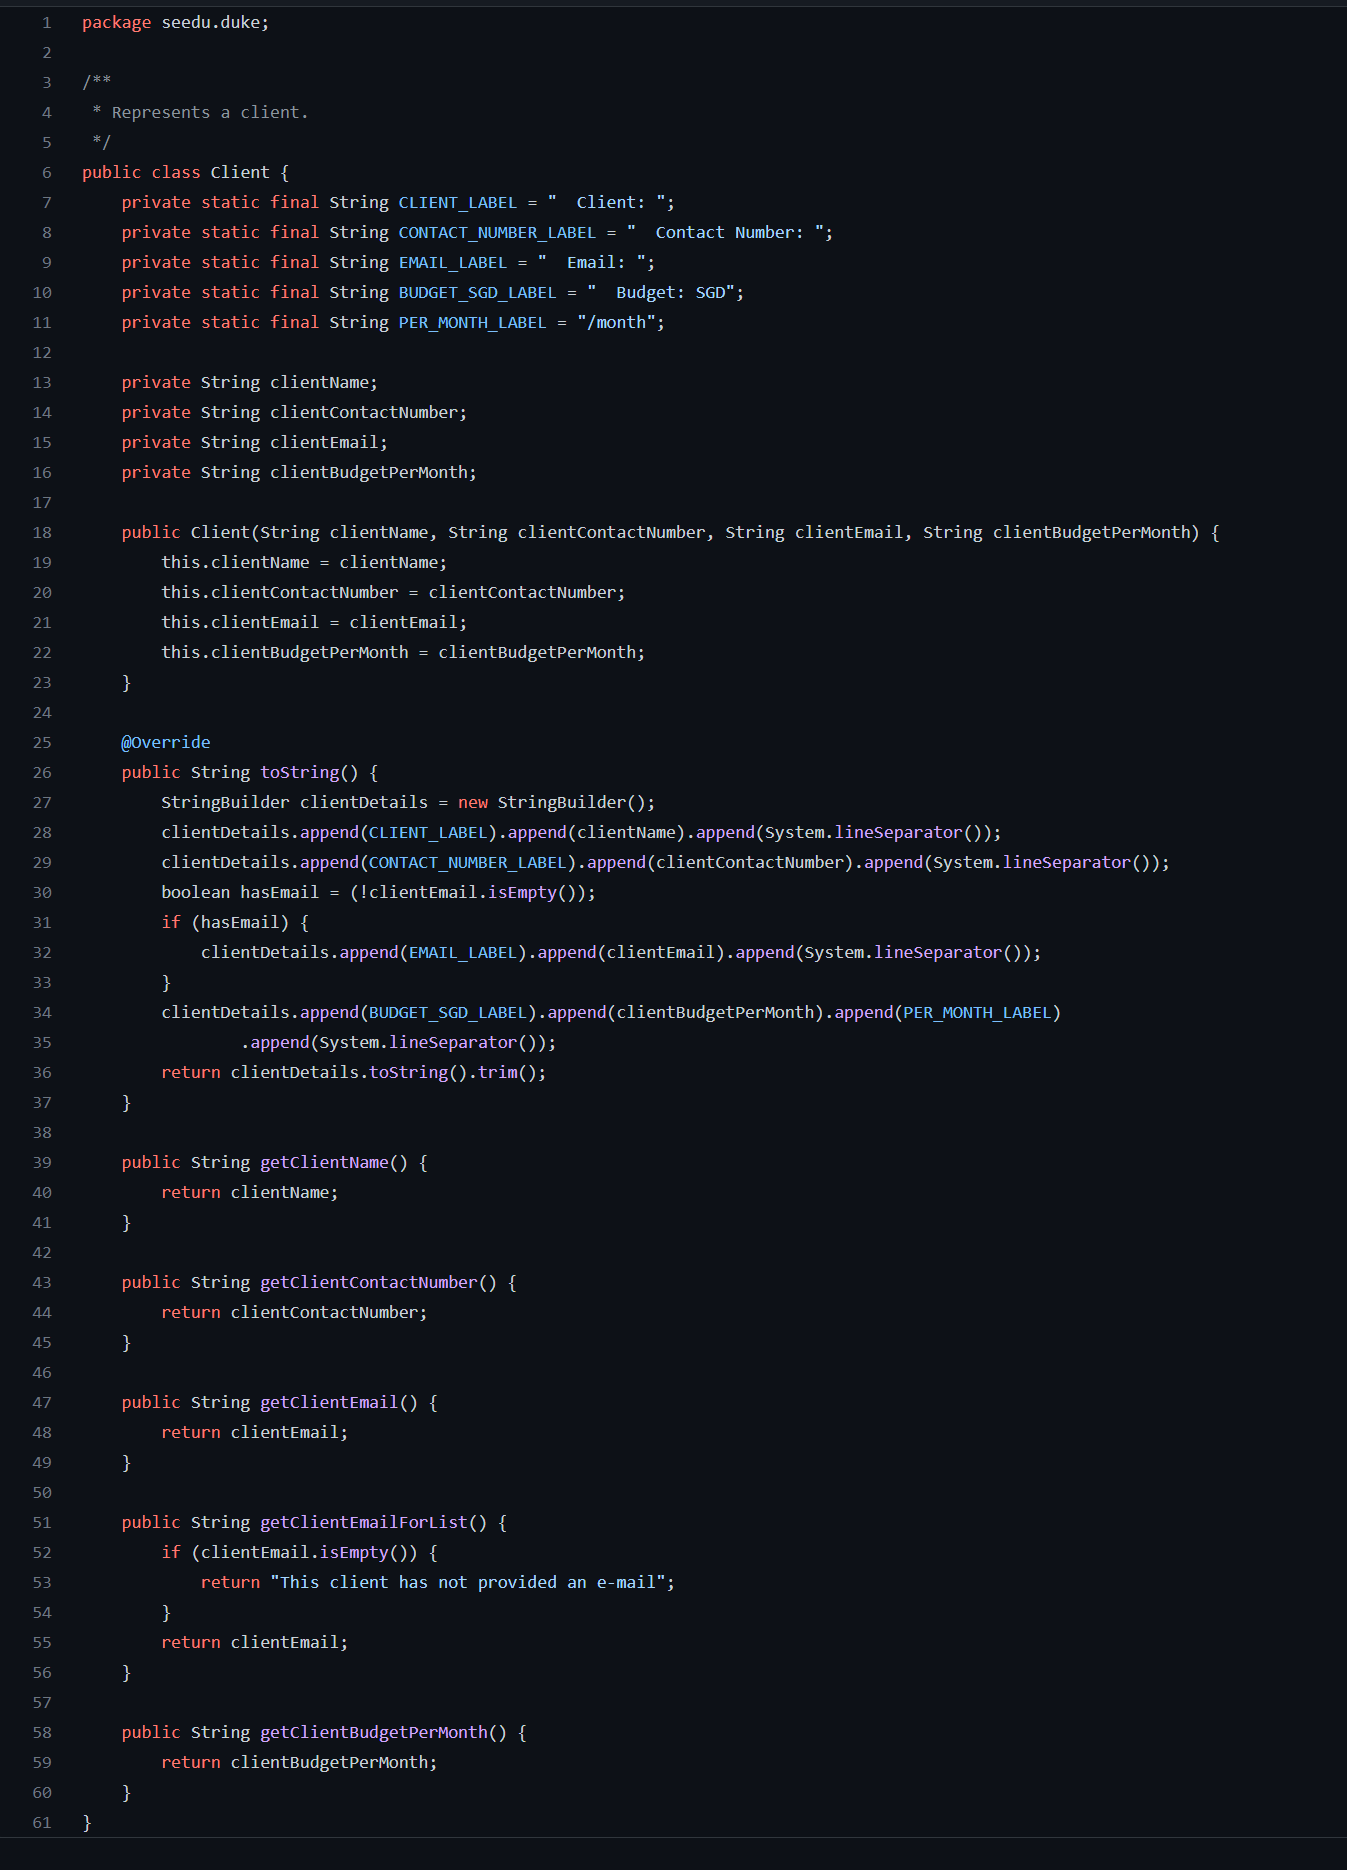 1 package seedu.duke;
2
3 /**
4  * Represents a client.
5  */
6 public class Client {
7     private static final String CLIENT_LABEL = "  Client: ";
8     private static final String CONTACT_NUMBER_LABEL = "  Contact Number: ";
9     private static final String EMAIL_LABEL = "  Email: ";
10     private static final String BUDGET_SGD_LABEL = "  Budget: SGD";
11     private static final String PER_MONTH_LABEL = "/month";
12
13     private String clientName;
14     private String clientContactNumber;
15     private String clientEmail;
16     private String clientBudgetPerMonth;
17
18     public Client(String clientName, String clientContactNumber, String clientEmail, String clientBudgetPerMonth) {
19         this.clientName = clientName;
20         this.clientContactNumber = clientContactNumber;
21         this.clientEmail = clientEmail;
22         this.clientBudgetPerMonth = clientBudgetPerMonth;
23     }
24
25     @Override
26     public String toString() {
27         StringBuilder clientDetails = new StringBuilder();
28         clientDetails.append(CLIENT_LABEL).append(clientName).append(System.lineSeparator());
29         clientDetails.append(CONTACT_NUMBER_LABEL).append(clientContactNumber).append(System.lineSeparator());
30         boolean hasEmail = (!clientEmail.isEmpty());
31         if (hasEmail) {
32             clientDetails.append(EMAIL_LABEL).append(clientEmail).append(System.lineSeparator());
33         }
34         clientDetails.append(BUDGET_SGD_LABEL).append(clientBudgetPerMonth).append(PER_MONTH_LABEL)
35                 .append(System.lineSeparator());
36         return clientDetails.toString().trim();
37     }
38
39     public String getClientName() {
40         return clientName;
41     }
42
43     public String getClientContactNumber() {
44         return clientContactNumber;
45     }
46
47     public String getClientEmail() {
48         return clientEmail;
49     }
50
51     public String getClientEmailForList() {
52         if (clientEmail.isEmpty()) {
53             return "This client has not provided an e-mail";
54         }
55         return clientEmail;
56     }
57
58     public String getClientBudgetPerMonth() {
59         return clientBudgetPerMonth;
60     }
61 }